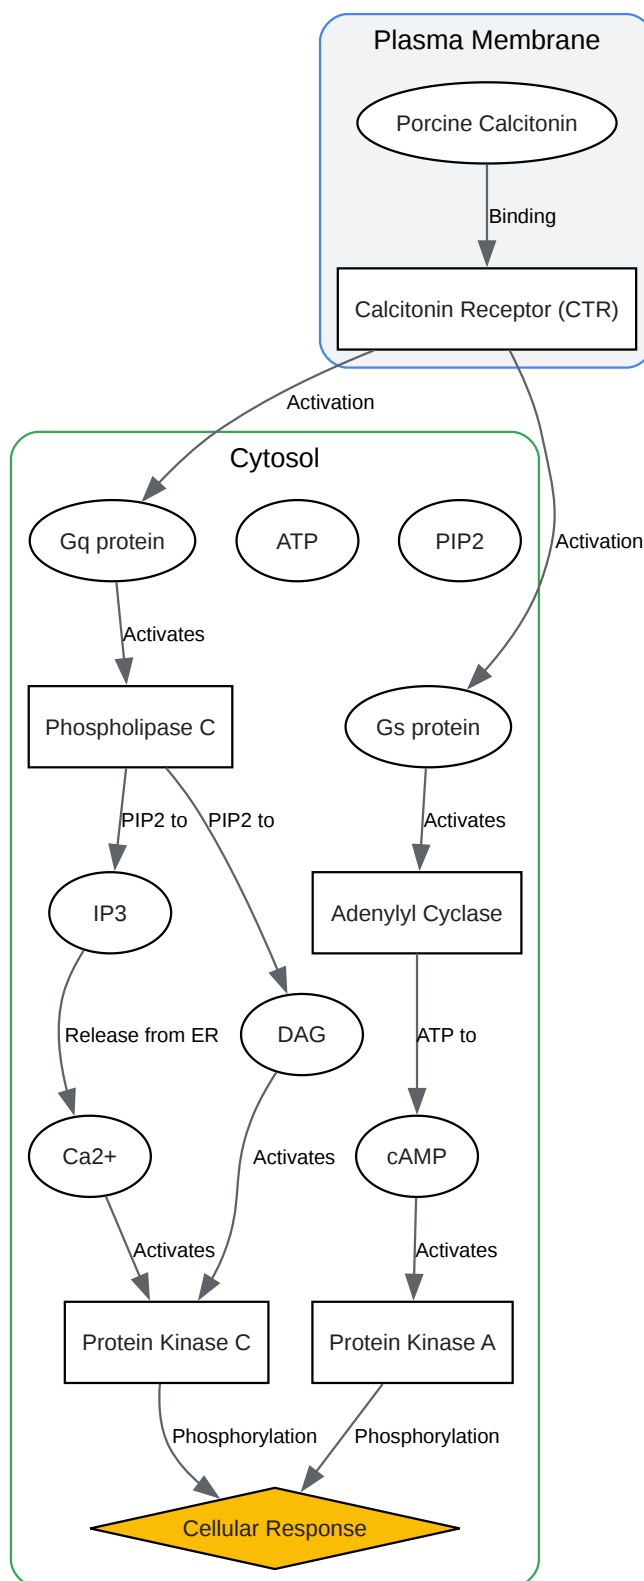 Plasma Membrane
Porcine Calcitonin
Binding
Calcitonin Receptor (CTR)
Activation
Cytosol
Gq protein
ATP
PIP2
Activation
Activates
Phospholipase C
Gs protein
PIP2 to
PIP2 to
Activates
IP3
Adenylyl Cyclase
Release from ER
DAG
ATP to
Ca2+
Activates
cAMP
Activates
Activates
Protein Kinase C
Protein Kinase A
Phosphorylation
Phosphorylation
Cellular Response